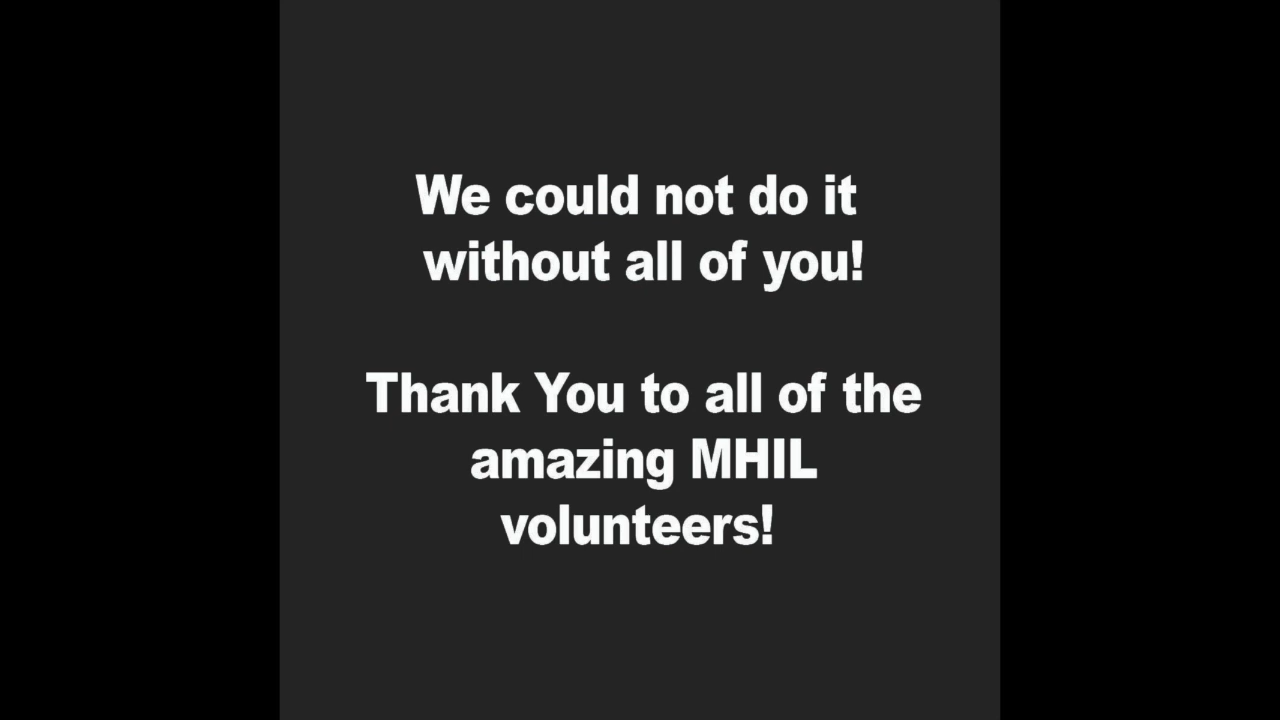 We could not do it
without all of you!
Thank You to all of the
amazing MHIL
volunteers!